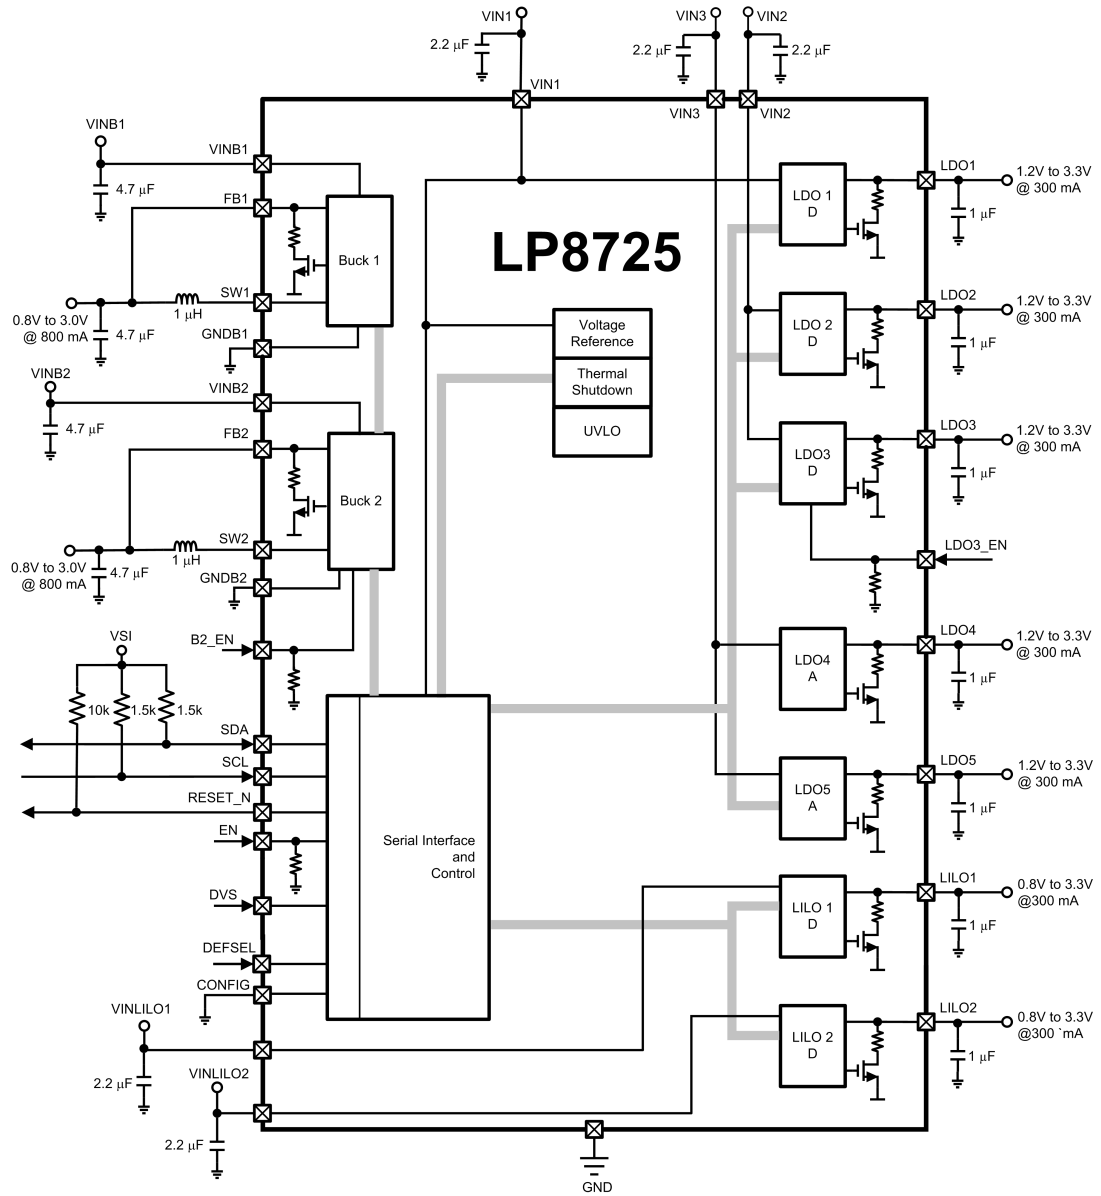 VIN1
2.2 μF
VIN3
VIN2
2.2 μF
2.2 μF
VIN1
VIN3
VIN2
VINB1
VINB1
4.7 μF
FB1
Buck 1
SW1
1 μH
0.8V to 3.0V
@ 800 mA
4.7 μF
GNDB1
VINB2
VINB2
4.7 μF
FB2
Buck 2
SW2
1 μH
0.8V to 3.0V
@ 800 mA
4.7 μF
GNDB2
B2_EN
VSI
10k
1.5k
1.5k
SDA
SCL
RESET_N
EN
DVS
DEFSEL
CONFIG
VINLILO1
2.2 μF
VINLILO2
2.2 μF
LP8725
Voltage
Reference
Thermal
Shutdown
UVLO
Serial Interface
and
Control
LDO 1
D
LDO1
1.2V to 3.3V
@ 300 mA
1 μF
LDO 2
D
LDO2
1.2V to 3.3V
@ 300 mA
1 μF
LDO3
D
LDO3
1.2V to 3.3V
@ 300 mA
1 μF
LDO3_EN
LDO4
A
LDO4
1.2V to 3.3V
@ 300 mA
1 μF
LDO5
A
LDO5
1.2V to 3.3V
@ 300 mA
1 μF
LILO 1
D
LILO1
0.8V to 3.3V
@300 mA
1 μF
LILO 2
D
LILO2
0.8V to 3.3V
@300 `mA
1 μF
GND